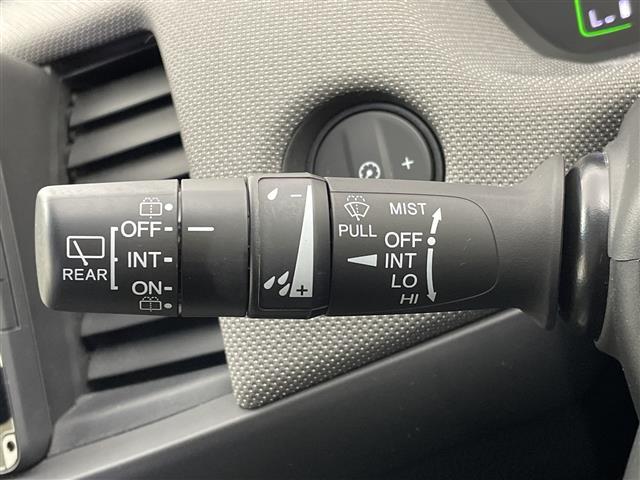 OFF
INT
ON
REAR
-
+
PULL
MIST
OFF
INT
LO
HI
+